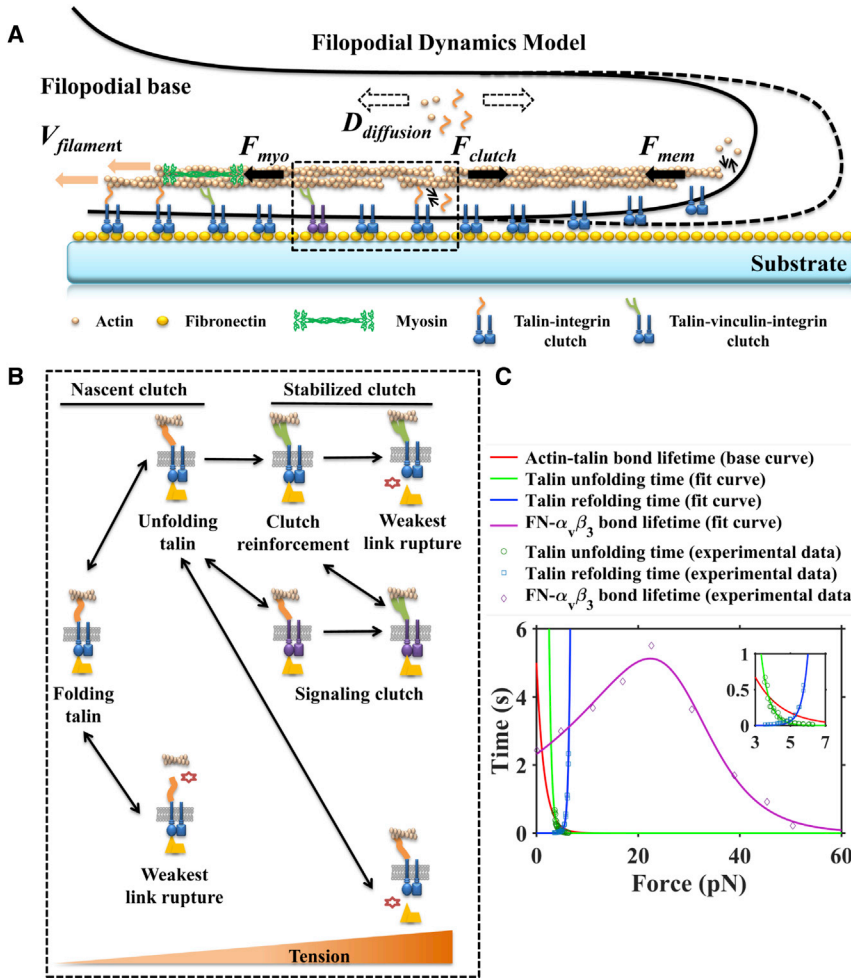 A
Filopodial Dynamics Model
Filopodial base
D_diffusion
V_filament
F_myo
F_clutch
F_mem
Substrate
Actin
Fibronectin
Myosin
Talin-integrin
clutch
Talin-vinculin-integrin
clutch
B
Nascent clutch
Stabilized clutch
Unfolding
talin
Clutch
reinforcement
Weakest
link rupture
Folding
talin
Signaling clutch
Weakest
link rupture
Tension
C
Actin-talin bond lifetime (base curve)
Talin unfolding time (fit curve)
Talin refolding time (fit curve)
FN-α_vβ_3 bond lifetime (fit curve)
Talin unfolding time (experimental data)
Talin refolding time (experimental data)
FN-α_vβ_3 bond lifetime (experimental data)
Time (s)
6
4
2
0
1
0.5
0
3 5 7
0 20 40 60
Force (pN)